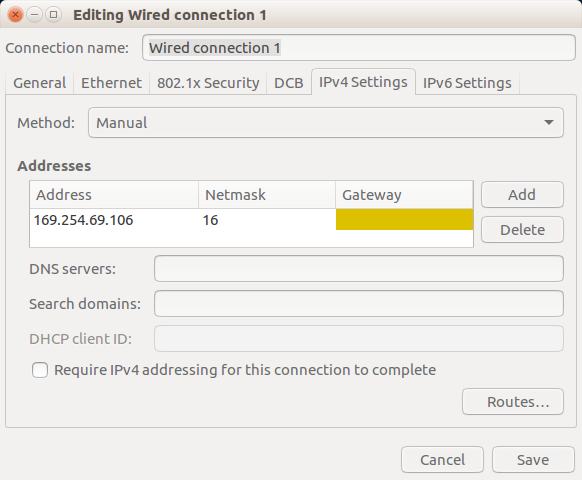 Editing Wired connection 1
Connection name: Wired connection 1
General Ethernet 802.1x Security DCB IPv4 Settings IPv6 Settings
Method: Manual
Addresses
Address Netmask Gateway Add
169.254.69.106 16
Delete
DNS servers:
Search domains:
DHCP client ID:
Require IPv4 addressing for this connection to complete
Routes...
Cancel Save